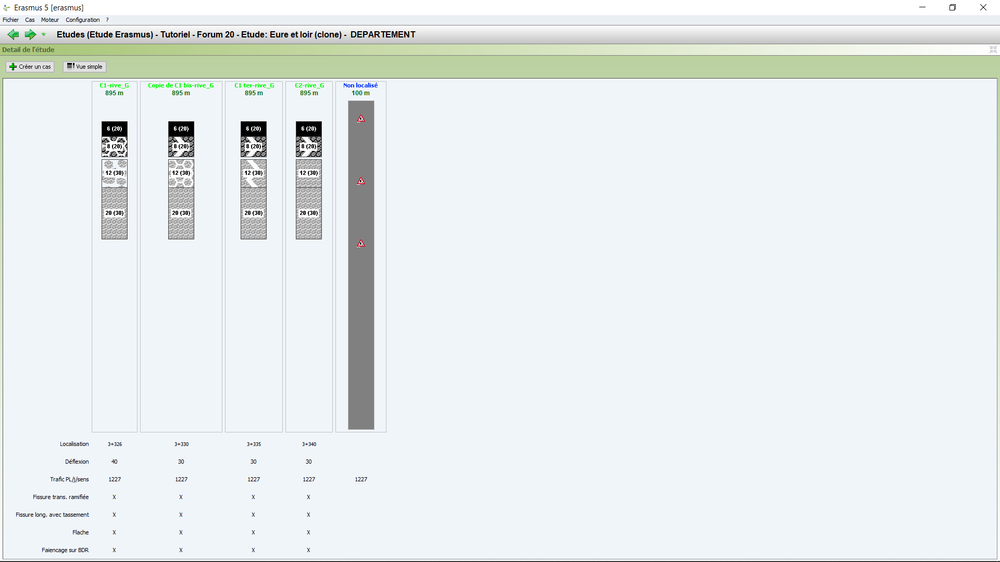 Erasmus 5 [erasmus]
Fichier Cas Moteur Configuration ?
Etudes (Etude Erasmus) - Tutoriel - Forum 20 - Etude: Eure et loir (clone) - DEPARTEMENT
Detail de l'étude
Créer un cas Vue simple
C1-rive_G Copie de C1 bis-rive_G C1 ter-rive_G C2-rive_G Non localisé
895 m 895 m 895 m 895 m 100 m
6 (20) 6 (20) 6 (20) 6 (20)
8 (20) 8 (20) 8 (20) 8 (20)
12 (30) 12 (30) 12 (30) 12 (30)
20 (30) 20 (30) 20 (30) 20 (30)
Localisation 3+326 3+330 3+335 3+340
Déflexion 40 30 30 30
Trafic PL/j/sens 1227 1227 1227 1227 1227
Fissure trans. ramifiée X X X X
Fissure long. avec tassement X X X X
Flache X X X X
Faiencage sur BDR X X X X